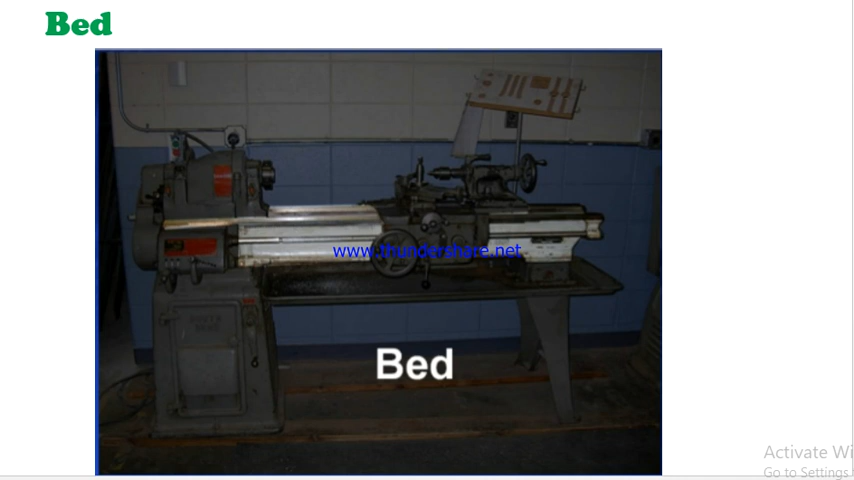 Bed
www.thundershare.net
Bed
Activate Wi
Go to Settings